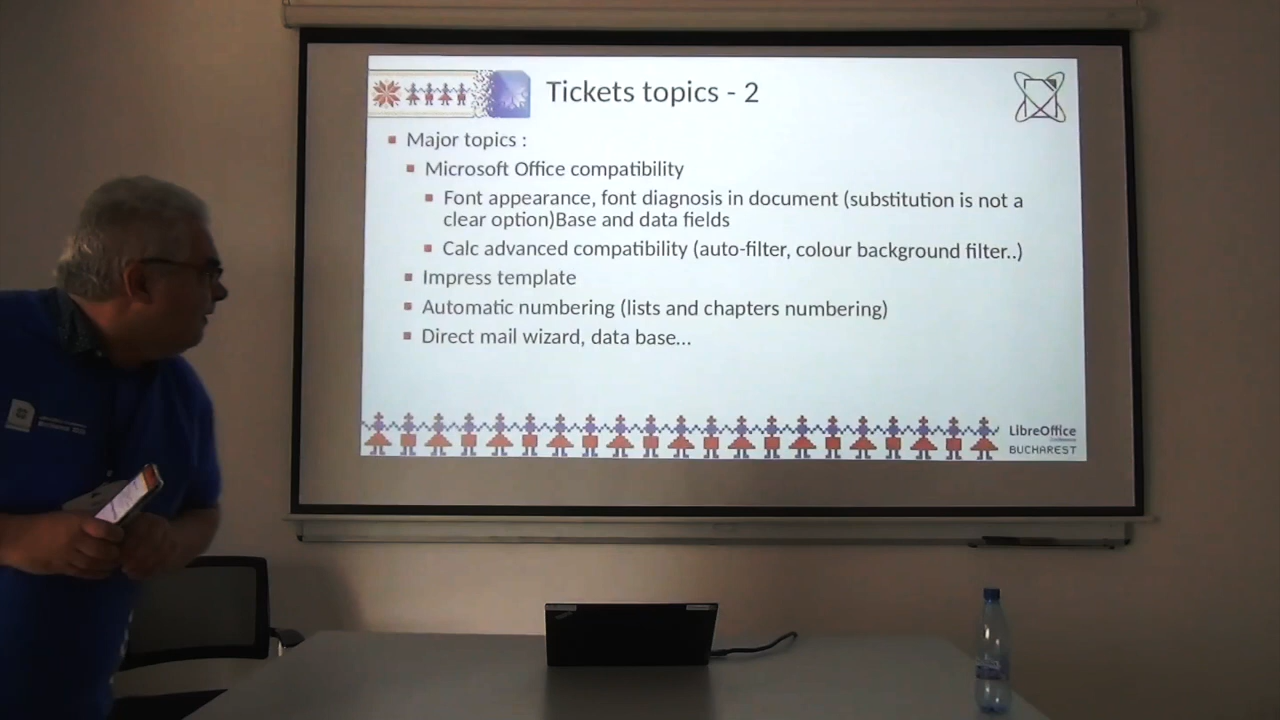 Tickets topics - 2
Major topics :
Microsoft Office compatibility
Font appearance, font diagnosis in document (substitution is not a
clear option)Base and data fields
Calc advanced compatibility (auto-filter, colour background filter..)
Impress template
Automatic numbering (lists and chapters numbering)
Direct mail wizard, data base...
LibreOffice
Conference
BUCHAREST